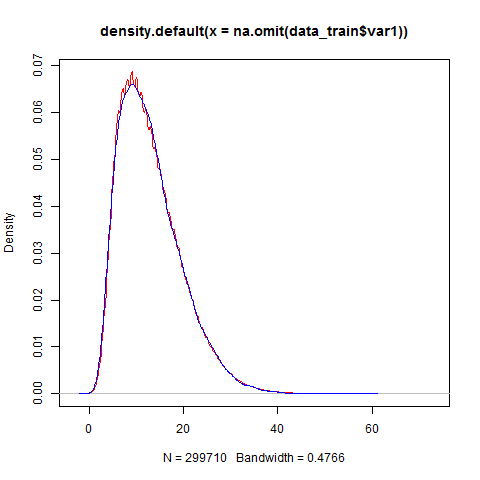 density.default(x = na.omit(data_train$var1))
Density
0.07
0.06
0.05
0.04
0.03
0.02
0.01
0.00
0 20 40 60
N = 299710 Bandwidth = 0.4766